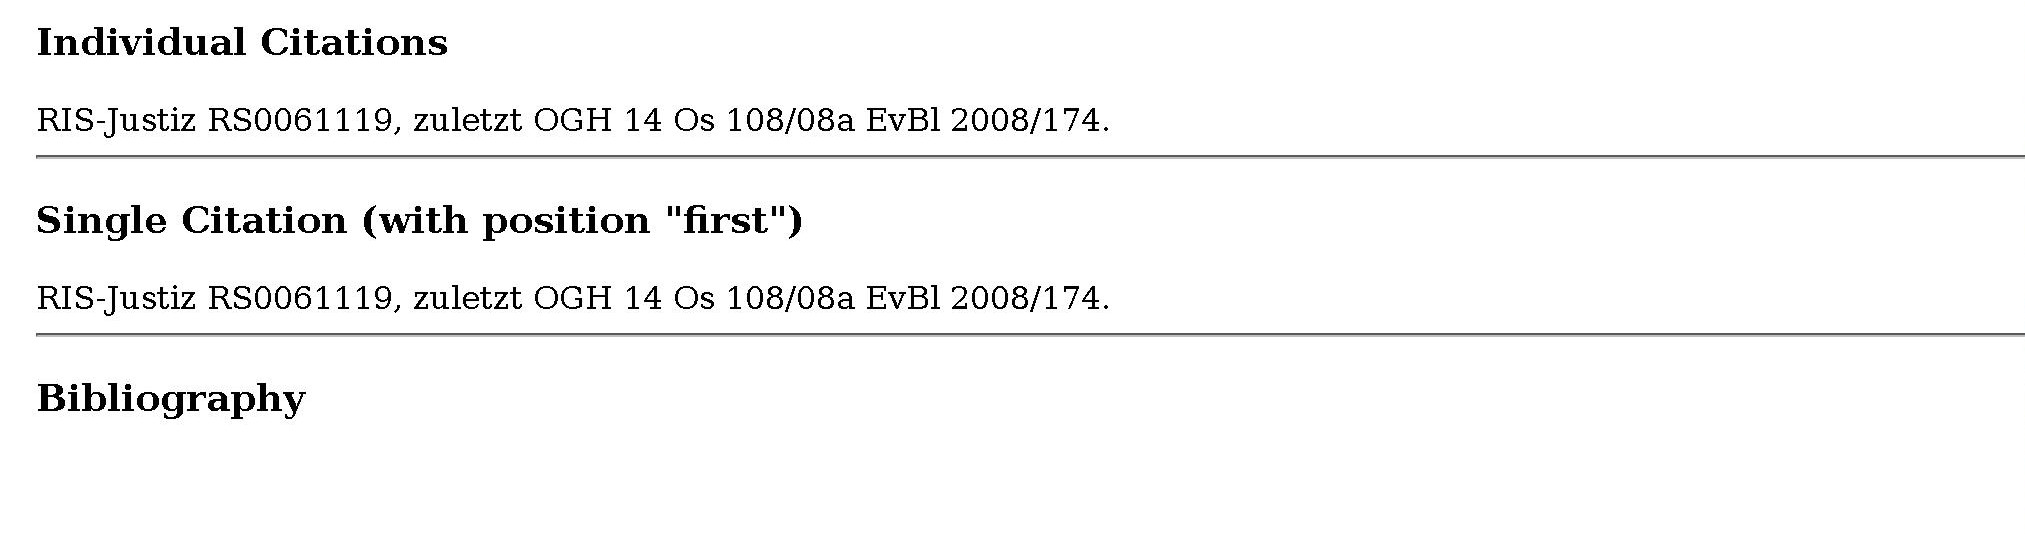 Individual Citations
RIS-Justiz RS0061119, zuletzt OGH 14 Os 108/08a EvBl 2008/174.
Single Citation (with position "first")
RIS-Justiz RS0061119, zuletzt OGH 14 Os 108/08a EvBl 2008/174.
Bibliography